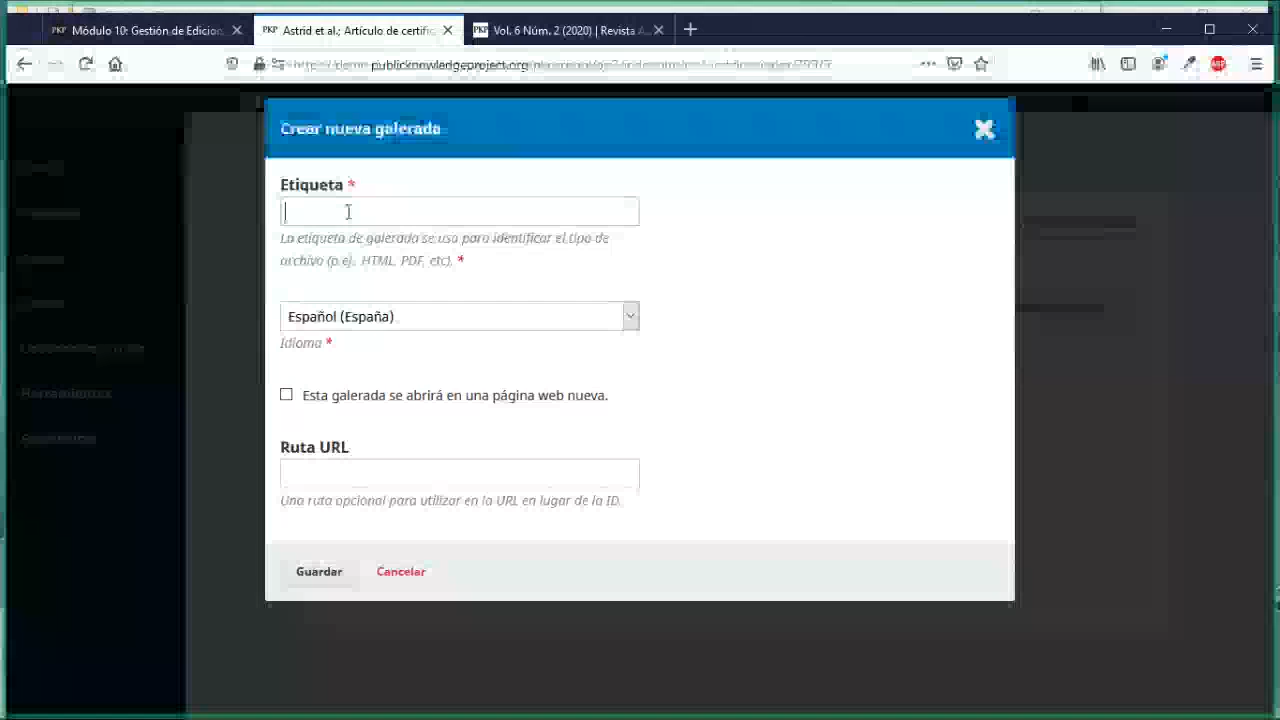 Módulo 10: Gestión de Edicion
Astrid et al.; Artículo de certific
Vol. 6 Núm. 2 (2020) | Revista A
publicknowledgeproject.org
Crear nueva galerada
Etiqueta *
La etiqueta de galerada se usa para identificar el tipo de
archivo (p.ej. HTML, PDF, etc). *
Español (España)
Idioma *
Esta galerada se abrirá en una página web nueva.
Ruta URL
Una ruta opcional para utilizar en la URL en lugar de la ID.
Guardar Cancelar
Herramientas